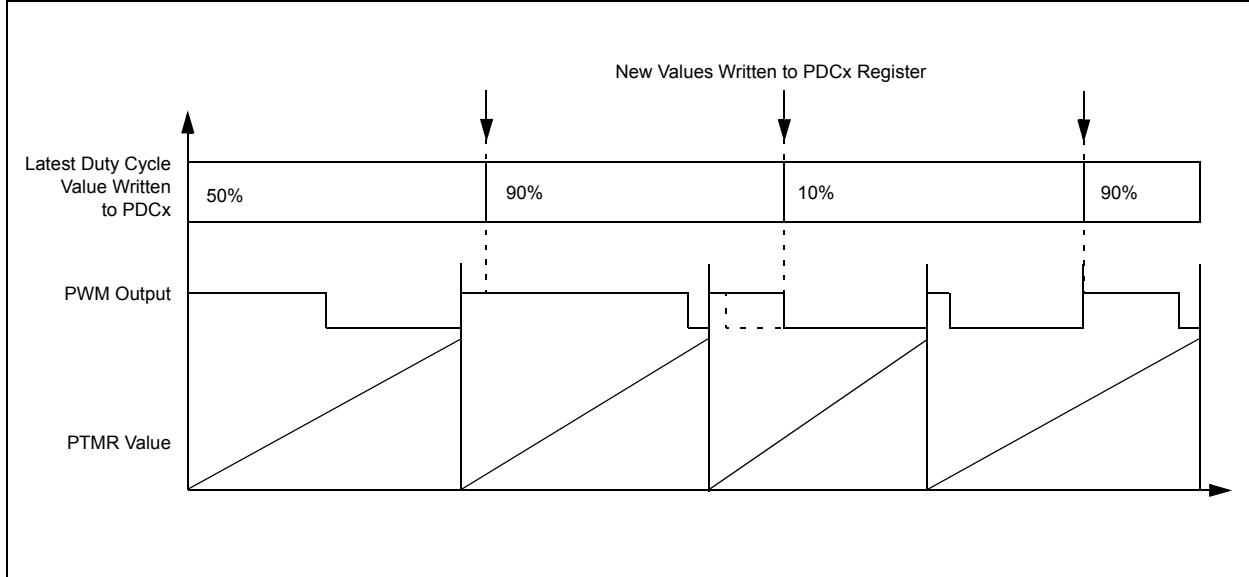 New Values Written to PDCx Register
Latest Duty Cycle
Value Written
to PDCx
50%
90%
10%
90%
PWM Output
PTMR Value